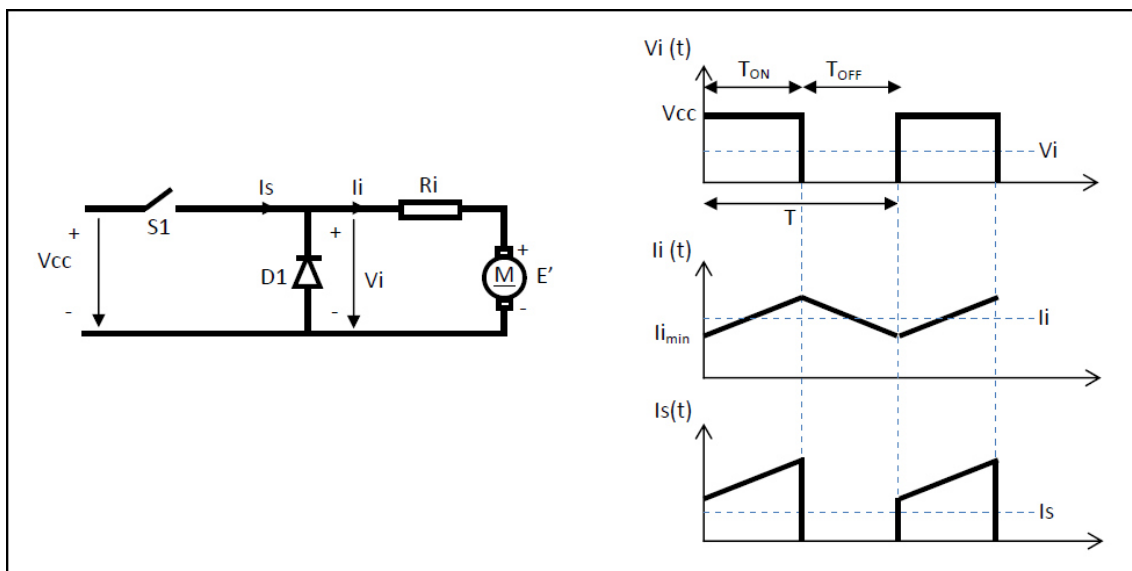 Vi (t)
TON TOFF
Vcc
Vi
T
Is Ii Ri
+ S1 + +
Vcc D1 Vi M E’
- - -
Ii (t)
Ii
Iimin
Is(t)
Is